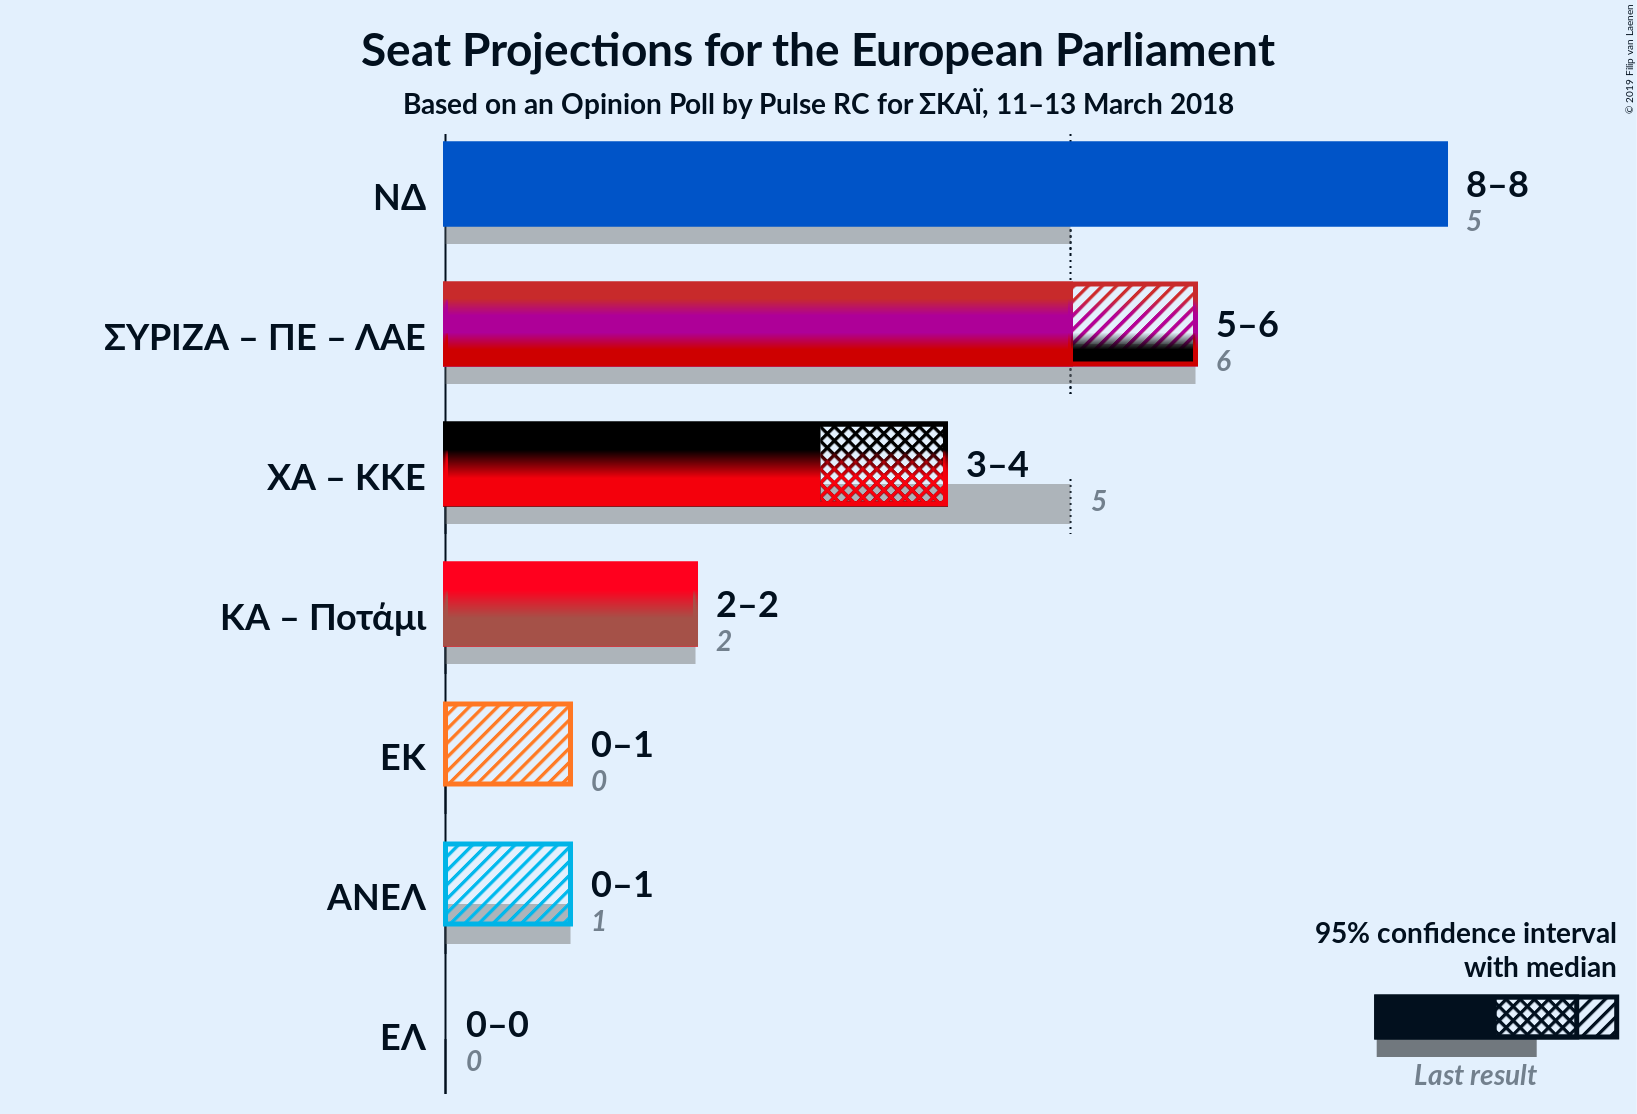 Seat Projections for the European Parliament
Based on an Opinion Poll by Pulse RC for ΣΚΑΪ, 11–13 March 2018
© 2019 Filip van Laenen
ΝΔ
8–8
5
ΣΥΡΙΖΑ – ΠΕ – ΛΑΕ
5–6
6
ΧΑ – ΚΚΕ
3–4
5
ΚΑ – Ποτάμι
2–2
2
ΕΚ
0–1
0
ΑΝΕΛ
0–1
1
ΕΛ
0–0
0
95% confidence interval
with median
Last result